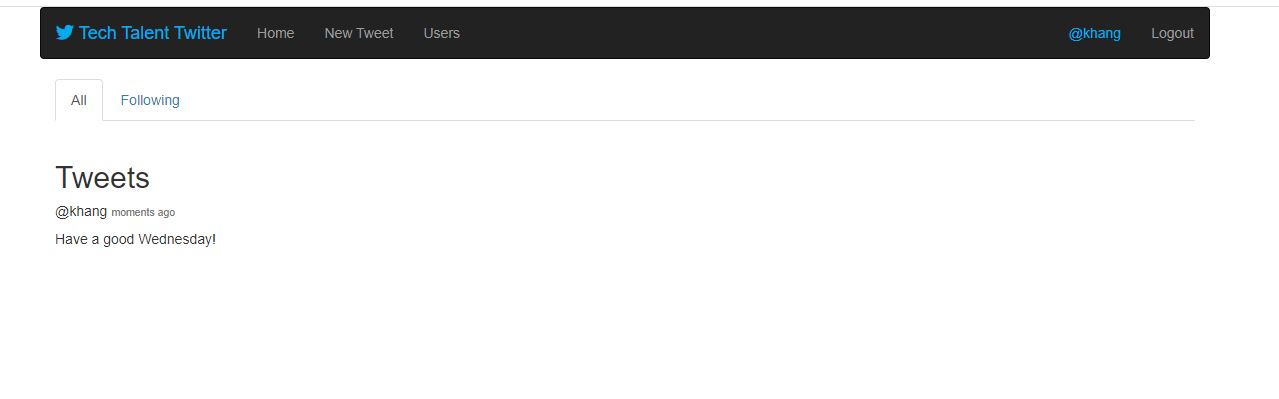 Tech Talent Twitter Home New Tweet Users @khang Logout
All Following
Tweets
@khang moments ago
Have a good Wednesday!